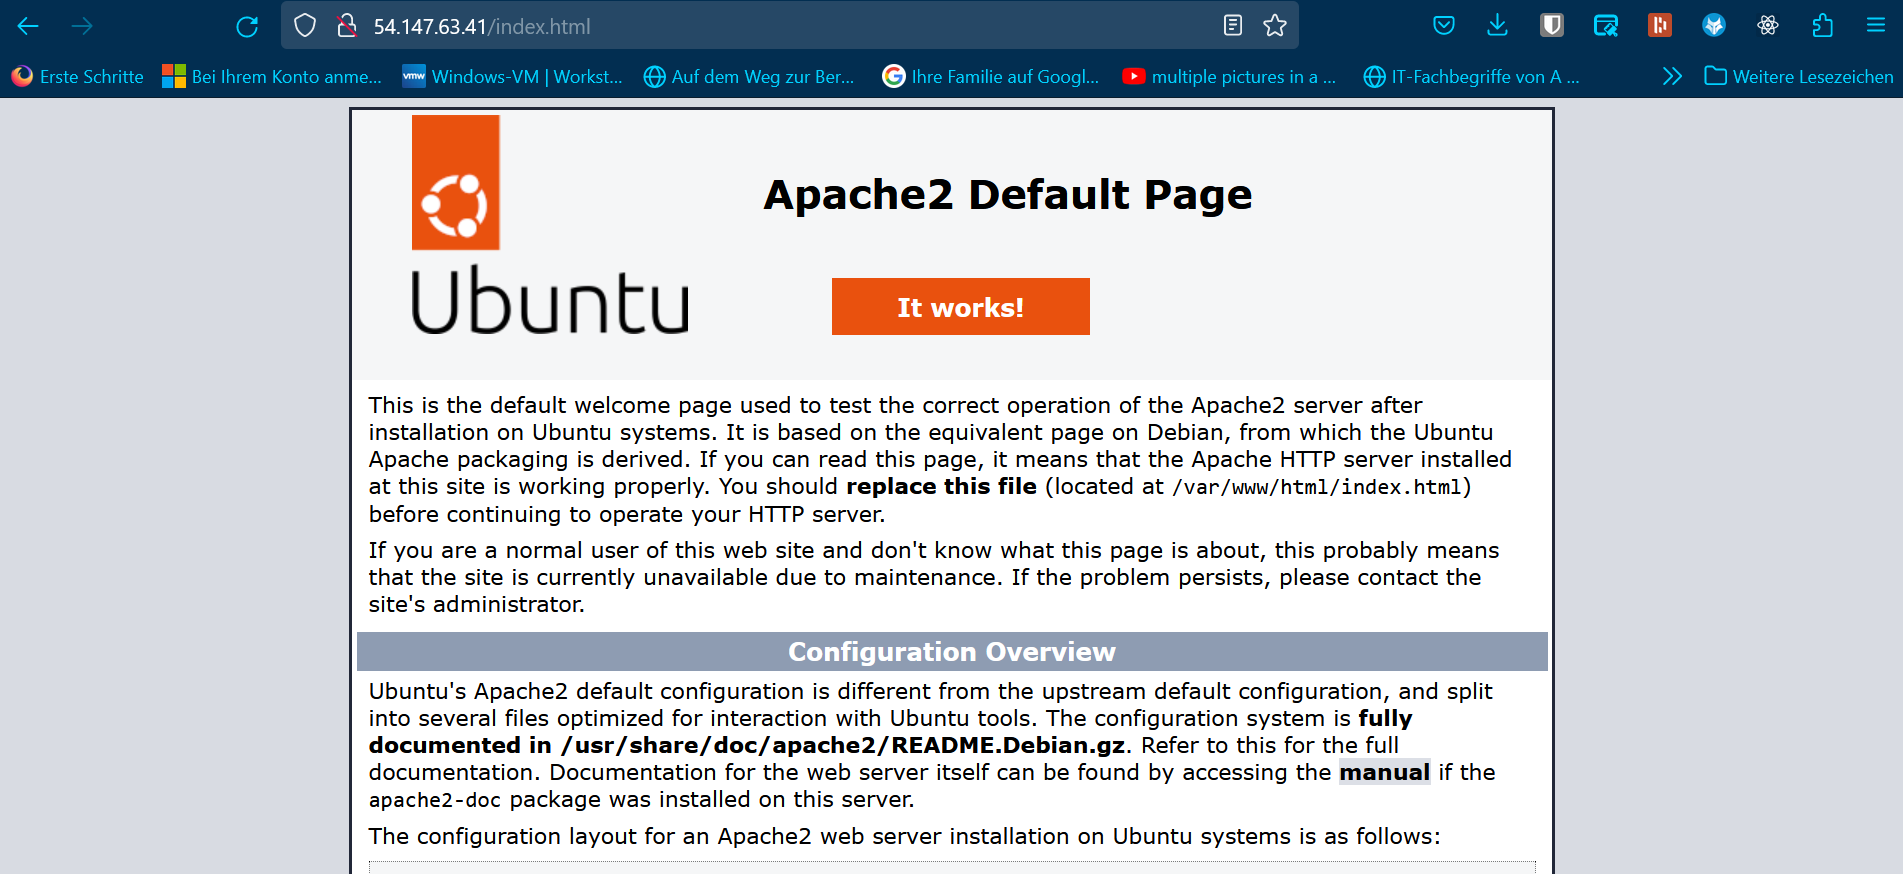 54.147.63.41/index.html
Erste Schritte
Bei Ihrem Konto anme...
vmw Windows-VM | Workst...
Auf dem Weg zur Ber...
Ihre Familie auf Googl...
multiple pictures in a ...
IT-Fachbegriffe von A ...
Weitere Lesezeichen
Ubuntu
Apache2 Default Page
It works!
This is the default welcome page used to test the correct operation of the Apache2 server after
installation on Ubuntu systems. It is based on the equivalent page on Debian, from which the Ubuntu
Apache packaging is derived. If you can read this page, it means that the Apache HTTP server installed
at this site is working properly. You should replace this file (located at /var/www/html/index.html)
before continuing to operate your HTTP server.
If you are a normal user of this web site and don't know what this page is about, this probably means
that the site is currently unavailable due to maintenance. If the problem persists, please contact the
site's administrator.
Configuration Overview
Ubuntu's Apache2 default configuration is different from the upstream default configuration, and split
into several files optimized for interaction with Ubuntu tools. The configuration system is fully
documented in /usr/share/doc/apache2/README.Debian.gz. Refer to this for the full
documentation. Documentation for the web server itself can be found by accessing the manual if the
apache2-doc package was installed on this server.
The configuration layout for an Apache2 web server installation on Ubuntu systems is as follows: